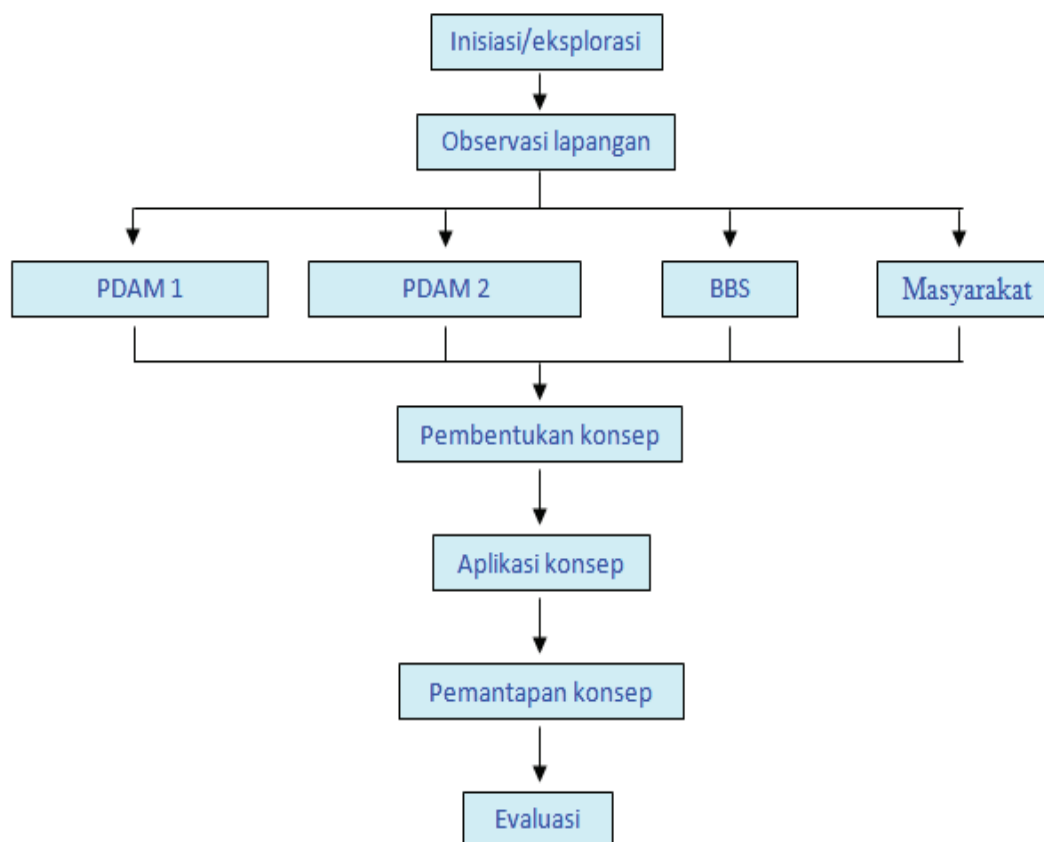 Inisiasi/eksplorasi
Observasi lapangan
PDAM 1
PDAM 2
BBS
Masyarakat
Pembentukan konsep
Aplikasi konsep
Pemantapan konsep
Evaluasi